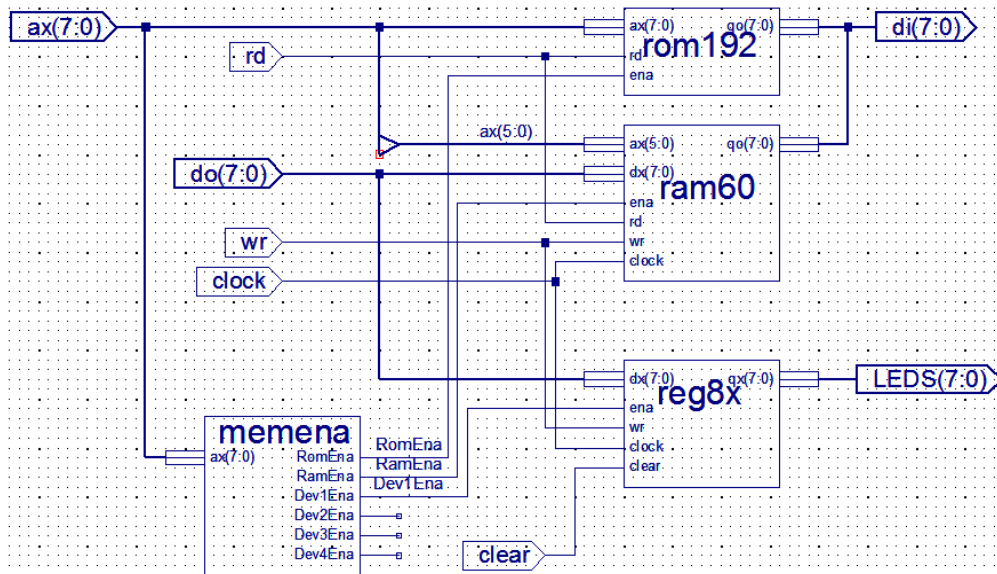 ax(7:0)
rd
do(7:0)
wr
clock
ax(5:0)
ax(7:0) qo(7:0)
rom192
rd
ena
di(7:0)
ax(5:0) qo(7:0)
dx(7:0)
ram60
ena
rd
wr
clock
dx(7:0) qx(7:0)
reg8x
ena
wr
clock
clear
LEDS(7:0)
memena
ax(7:0) RomEna
RamEna
Dev1Ena
Dev2Ena
Dev3Ena
Dev4Ena
RomEna
RamEna
Dev1Ena
clear